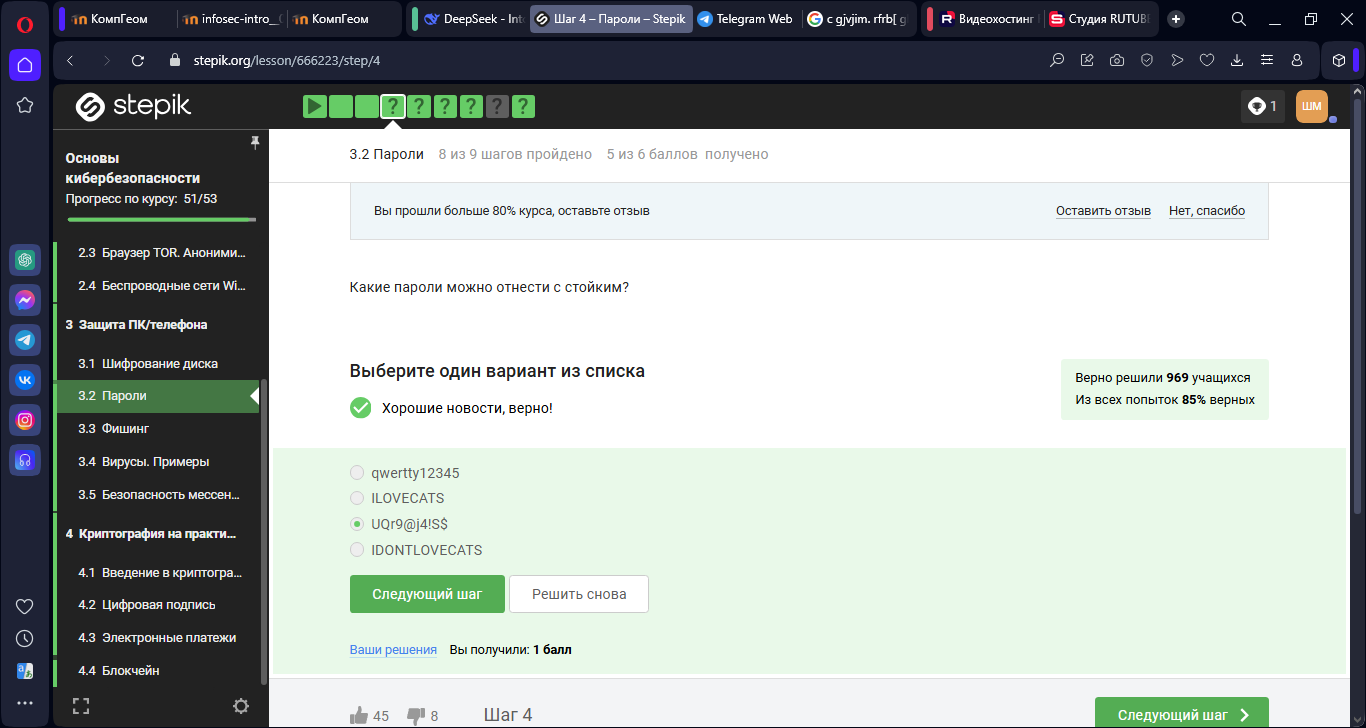 КомпГеом
infosec-intro__
КомпГеом
DeepSeek - Int
Шаг 4 – Пароли – Stepik
Telegram Web
с gjvjim. rfrb[ g
Видеохостинг
Студия RUTUBE
stepik.org/lesson/666223/step/4
stepik
1
ШМ
Основы
кибербезопасности
Прогресс по курсу: 51/53
2.3 Браузер TOR. Аноними...
2.4 Беспроводные сети Wi...
3 Защита ПК/телефона
3.1 Шифрование диска
3.2 Пароли
3.3 Фишинг
3.4 Вирусы. Примеры
3.5 Безопасность мессен...
4 Криптография на практи...
4.1 Введение в криптогра...
4.2 Цифровая подпись
4.3 Электронные платежи
4.4 Блокчейн
3.2 Пароли 8 из 9 шагов пройдено 5 из 6 баллов получено
Вы прошли больше 80% курса, оставьте отзыв
Оставить отзыв Нет, спасибо
Какие пароли можно отнести с стойким?
Выберите один вариант из списка
Хорошие новости, верно!
Верно решили 969 учащихся
Из всех попыток 85% верных
qwertty12345
ILOVECATS
UQr9@j4!S$
IDONTLOVECATS
Следующий шаг
Решить снова
Ваши решения Вы получили: 1 балл
45
8
Шаг 4
Следующий шаг